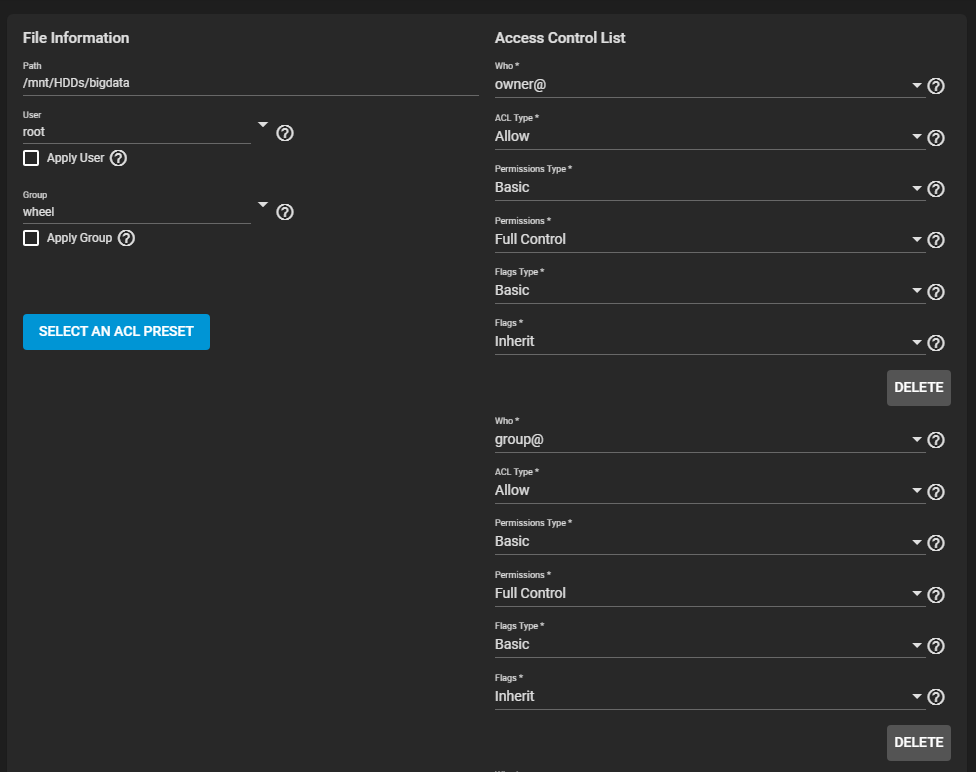 File Information
Path
/mnt/HDDs/bigdata
User
root
Apply User
Group
wheel
Apply Group
SELECT AN ACL PRESET
Access Control List
Who *
owner@
ACL Type *
Allow
Permissions Type *
Basic
Permissions *
Full Control
Flags Type *
Basic
Flags *
Inherit
DELETE
Who *
group@
ACL Type *
Allow
Permissions Type *
Basic
Permissions *
Full Control
Flags Type *
Basic
Flags *
Inherit
DELETE